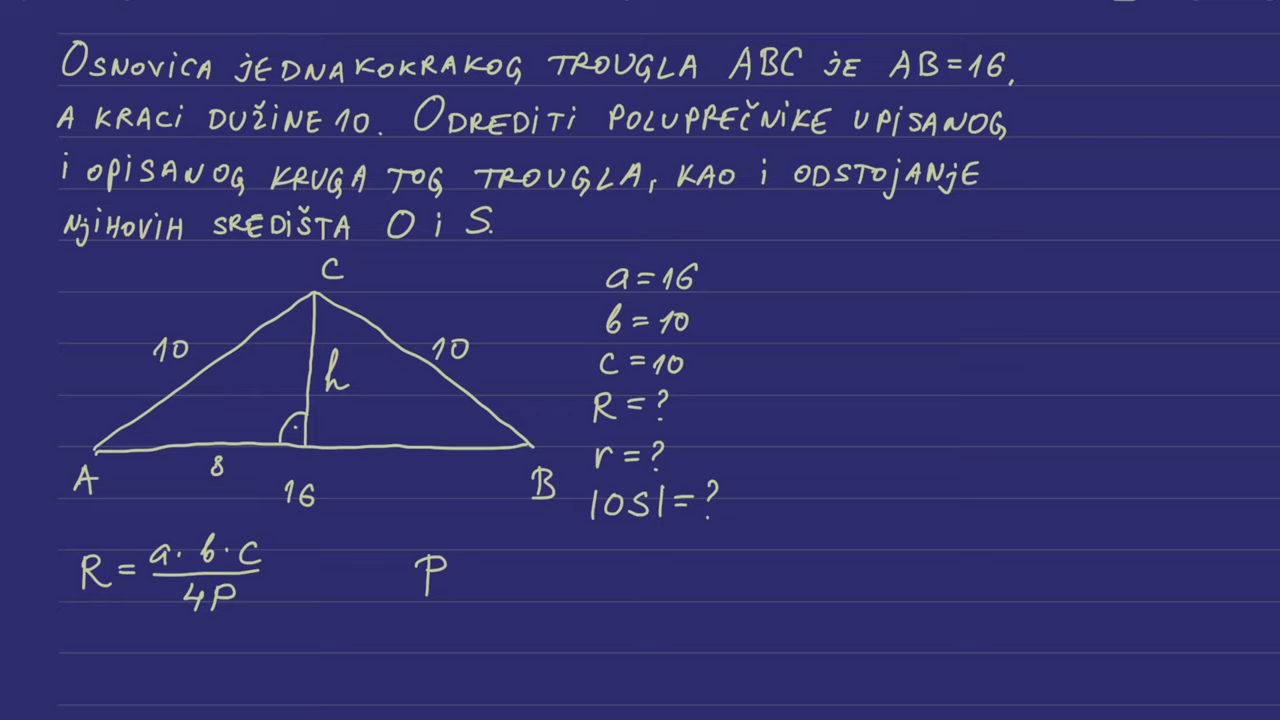 OSNOVICA JEDNAKOKRAKOG TROUGLA ABC JE AB=16,
A KRACI DUŽINE 10. ODREDITI POLUPREČNIKE UPISANOG
I OPISANOG KRUGA TOG TROUGLA, KAO I ODSTOJANJE
NJIHOVIH SREDIŠTA O I S.
C
a=16
b=10
10
10
h
c=10
R=?
r=?
A
8
16
B
|OS|=?
R = a·b·c / 4P
P